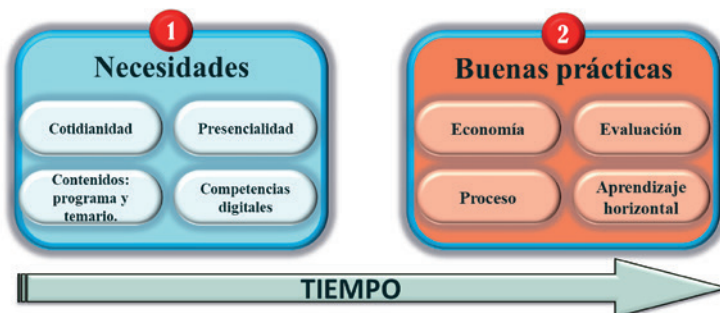 1
Necesidades
Cotidianidad
Presencialidad
Contenidos:
programa y
temario.
Competencias
digitales
2
Buenas prácticas
Economía
Evaluación
Proceso
Aprendizaje
horizontal
TIEMPO